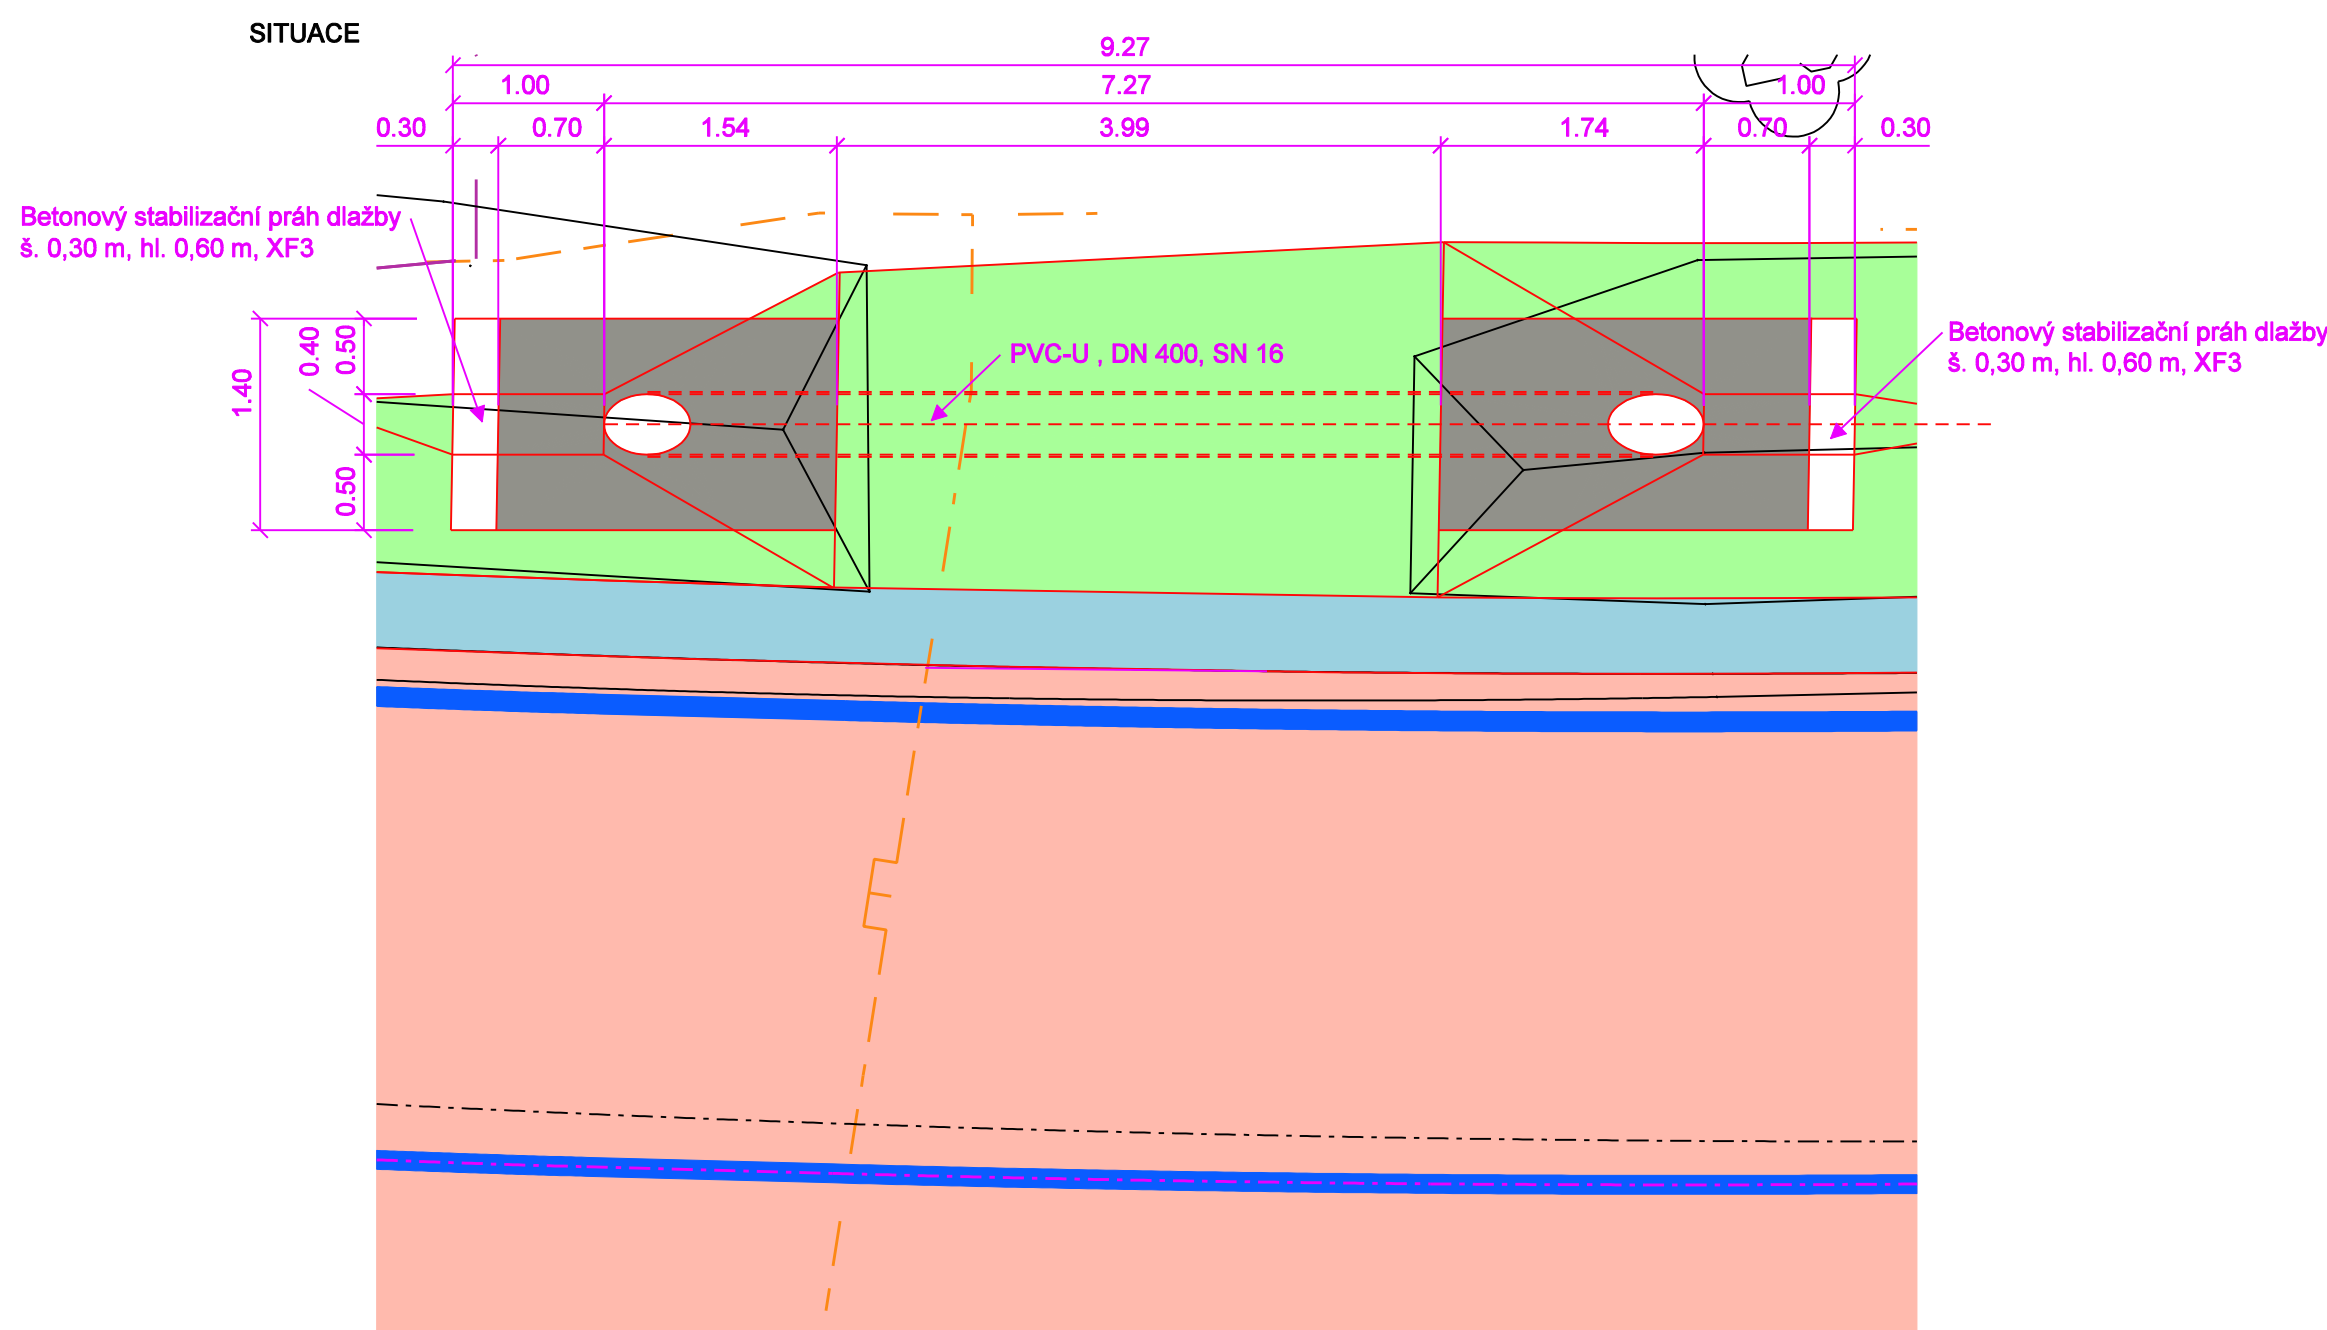 SITUACE
9.27
1.00
7.27
1.00
0.30
0.70
1.54
3.99
1.74
0.70
0.30
Betonový stabilizační práh dlažby
š. 0,30 m, hl. 0,60 m, XF3
PVC-U , DN 400, SN 16
Betonový stabilizační práh dlažby
š. 0,30 m, hl. 0,60 m, XF3
1.40
0.40
0.50
0.50